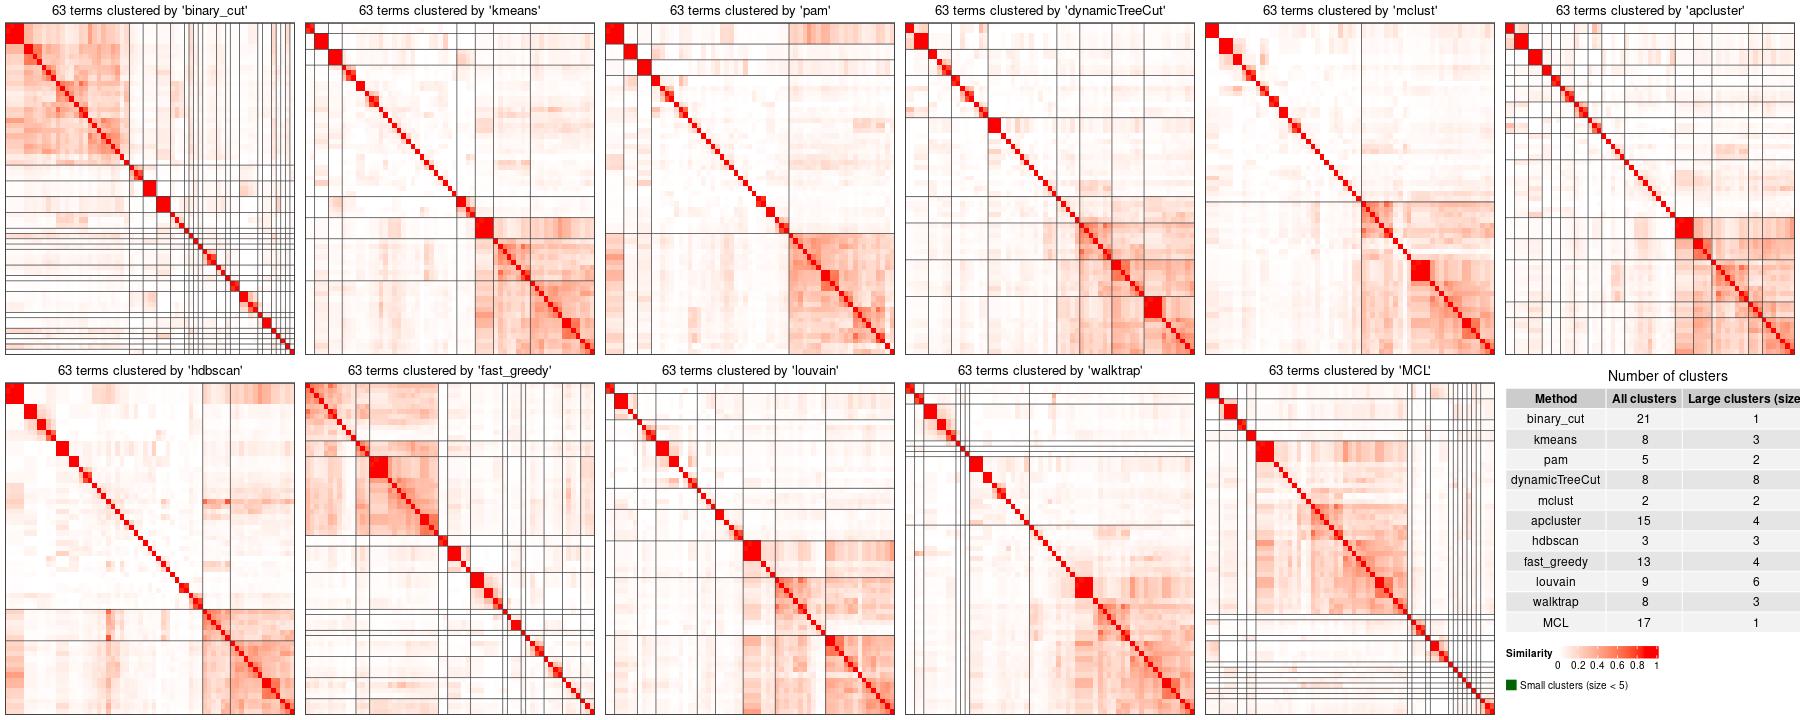 63 terms clustered by 'binary_cut'
63 terms clustered by 'kmeans'
63 terms clustered by 'pam'
63 terms clustered by 'dynamicTreeCut'
63 terms clustered by 'mclust'
63 terms clustered by 'apcluster'
63 terms clustered by 'hdbscan'
63 terms clustered by 'fast_greedy'
63 terms clustered by 'louvain'
63 terms clustered by 'walktrap'
63 terms clustered by 'MCL'
Number of clusters
Method All clusters Large clusters (size
binary_cut 21 1
kmeans 8 3
pam 5 2
dynamicTreeCut 8 8
mclust 2 2
apcluster 15 4
hdbscan 3 3
fast_greedy 13 4
louvain 9 6
walktrap 8 3
MCL 17 1
Similarity
0 0.2 0.4 0.6 0.8 1
Small clusters (size < 5)